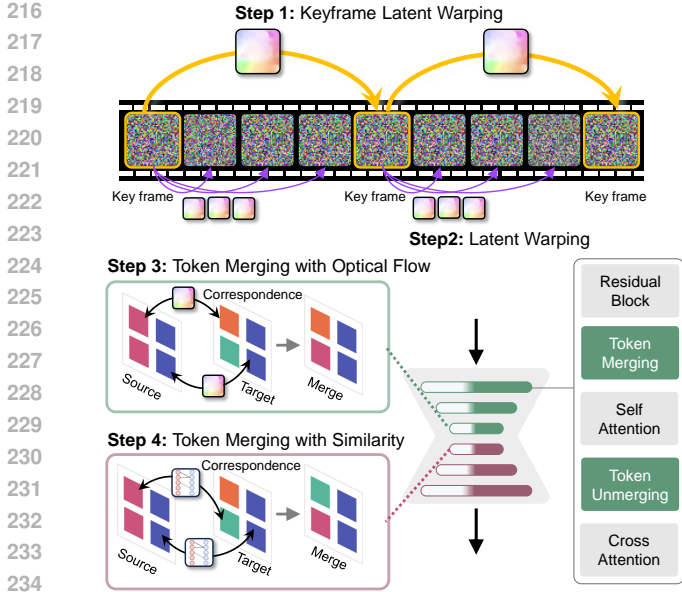 216
217
218
219
220
221
222
223
224
225
226
227
228
229
230
231
232
233
234
Step 1: Keyframe Latent Warping
Key frame
Key frame
Key frame
Step2: Latent Warping
Step 3: Token Merging with Optical Flow
Correspondence
Source
Target
Merge
Step 4: Token Merging with Similarity
Correspondence
Source
Target
Merge
Residual
Block
Token
Merging
Self
Attention
Token
Unmerging
Cross
Attention